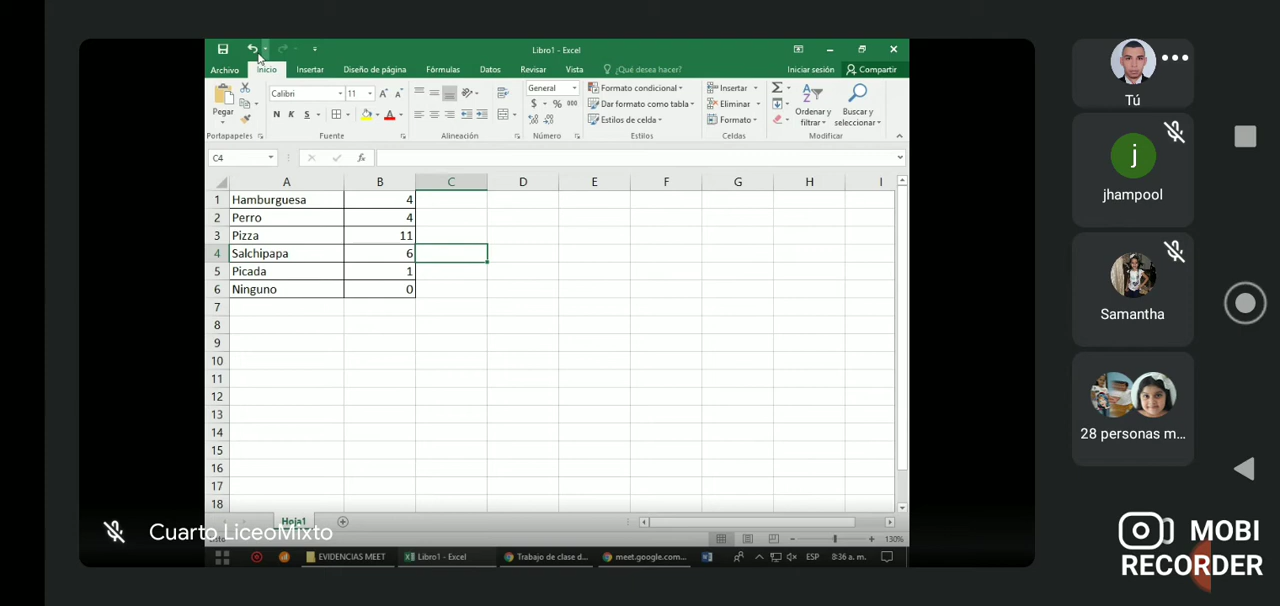 Libro1 - Excel
Archivo Inicio Insertar Diseño de página Fórmulas Datos Revisar Vista ¿Qué desea hacer? Iniciar sesión Compartir
Pegar
Calibri 11
N K S
General
$ % 000
Formato condicional
Dar formato como tabla
Estilos de celda
Insertar
Eliminar
Formato
Ordenar y filtrar
Buscar y seleccionar
Portapapeles Fuente Alineación Número Estilos Celdas Modificar
C4 fx
A B C D E F G H I
1 Hamburguesa 4
2 Perro 4
3 Pizza 11
4 Salchipapa 6
5 Picada 1
6 Ninguno 0
7
8
9
10
11
12
13
14
15
16
17
18
Hoja1
Cuarto LiceoMixto
130%
EVIDENCIAS MEET Libro1 - Excel Trabajo de clase d... meet.google.com... ESP 8:36 a. m.
Tú
j
jhampool
Samantha
28 personas m...
MOBI
RECORDER